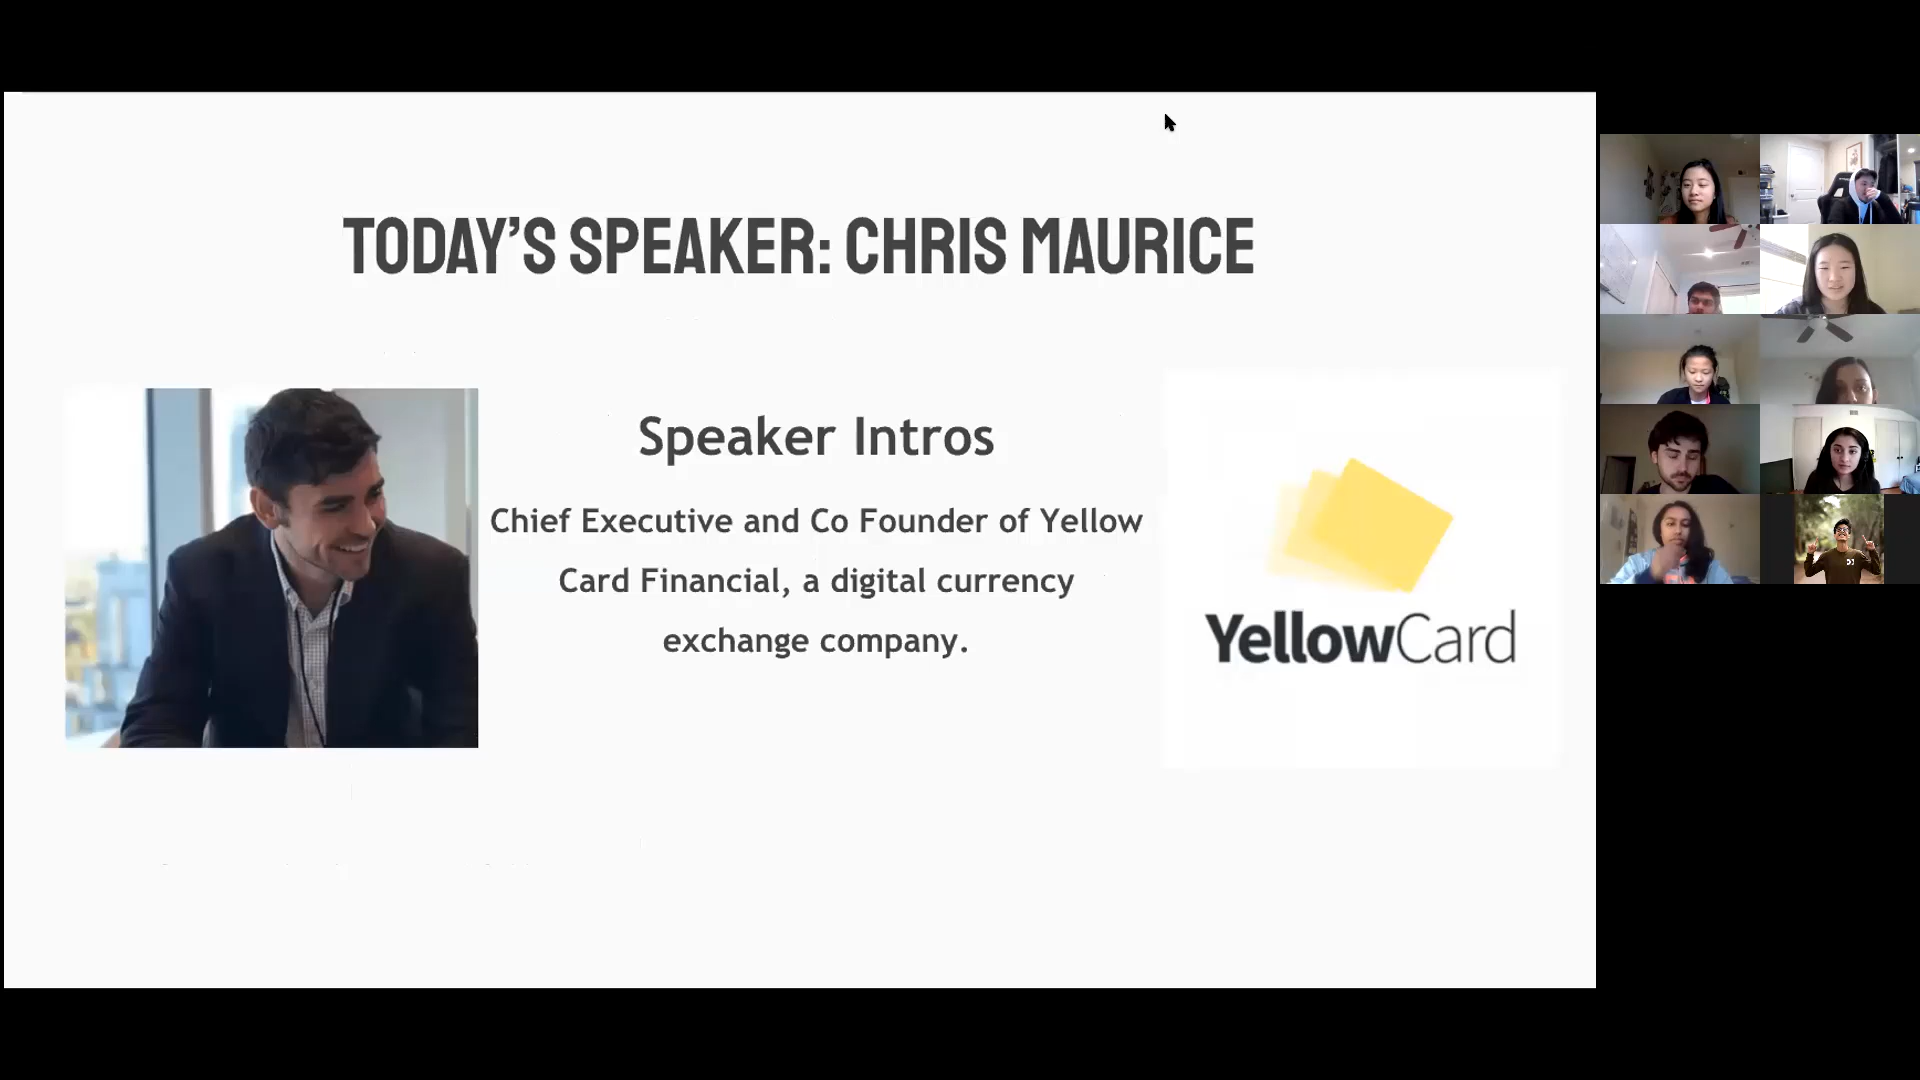 TODAY'S SPEAKER: CHRIS MAURICE
Speaker Intros
Chief Executive and Co Founder of Yellow
Card Financial, a digital currency
exchange company.
YellowCard